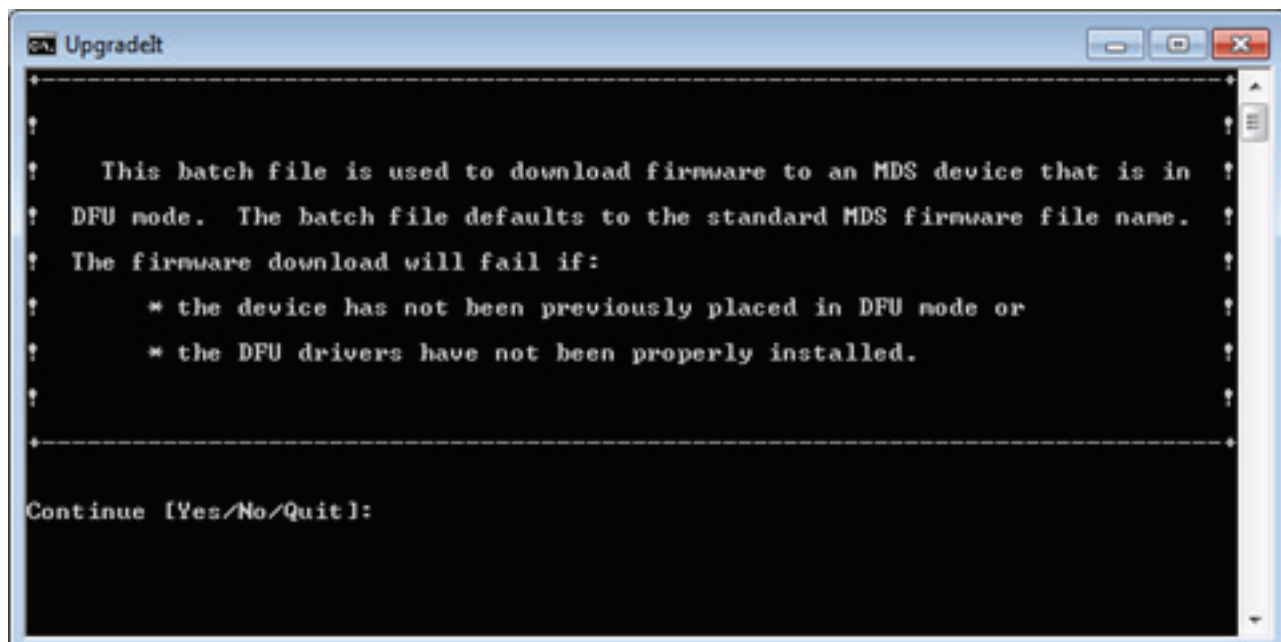 UpgradeIt
This batch file is used to download firmware to an MDS device that is in
DFU mode. The batch file defaults to the standard MDS firmware file name.
The firmware download will fail if:
* the device has not been previously placed in DFU mode or
* the DFU drivers have not been properly installed.
Continue [Yes/No/Quit]: